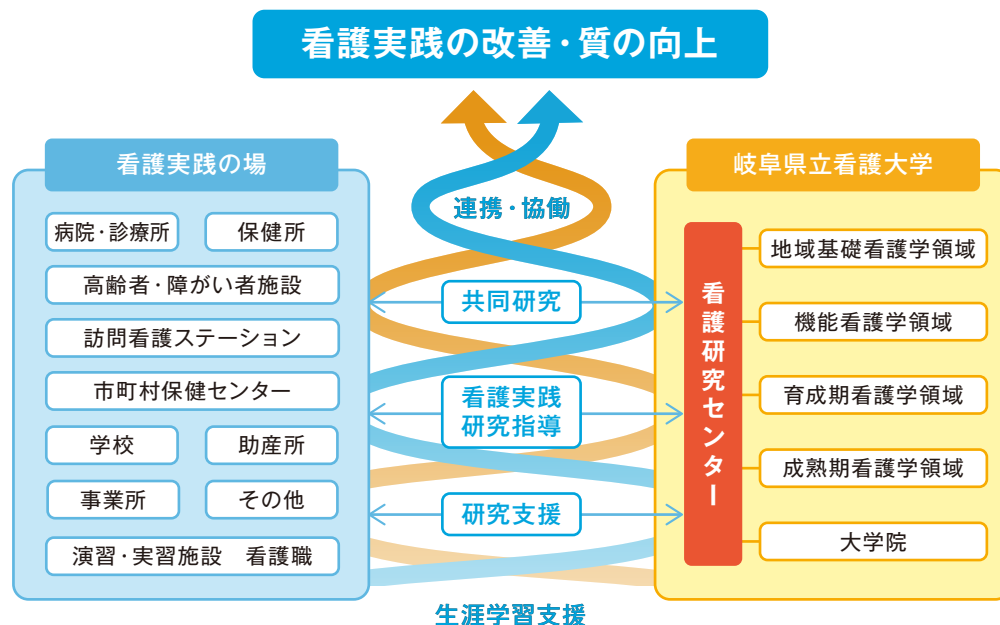 看護実践の改善・質の向上
看護実践の場
病院・診療所
保健所
高齢者・障がい者施設
訪問看護ステーション
市町村保健センター
学校
助産所
事業所
その他
演習・実習施設　看護職
連携・協働
共同研究
看護実践
研究指導
研究支援
生涯学習支援
岐阜県立看護大学
看護研究センター
地域基礎看護学領域
機能看護学領域
育成期看護学領域
成熟期看護学領域
大学院